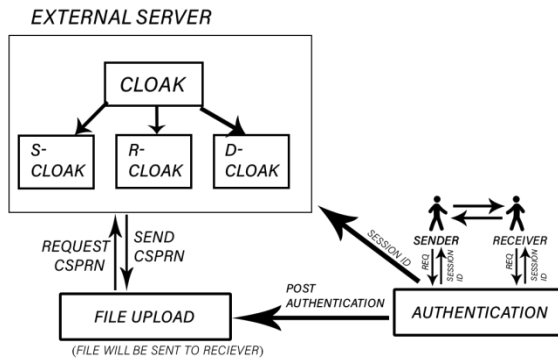 EXTERNAL SERVER
CLOAK
S-
CLOAK
R-
CLOAK
D-
CLOAK
REQUEST
CSPRN
SEND
CSPRN
SESSION ID
SENDER
RECEIVER
REQ
SESSION
ID
REQ
SESSION
ID
POST
AUTHENTICATION
FILE UPLOAD
AUTHENTICATION
(FILE WILL BE SENT TO RECIEVER)